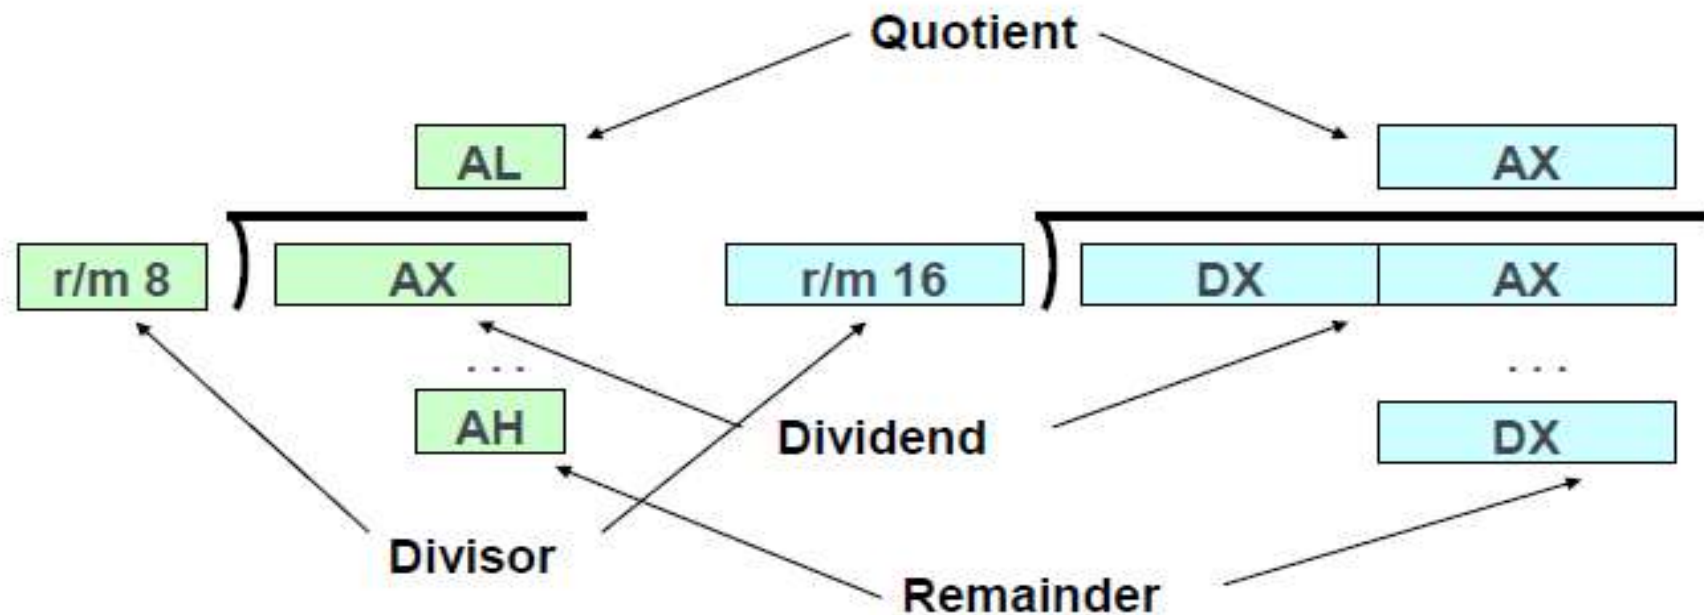 Quotient
AL AX
r/m 8 AX r/m 16 DX AX
. . . . . .
AH Dividend DX
Divisor
Remainder